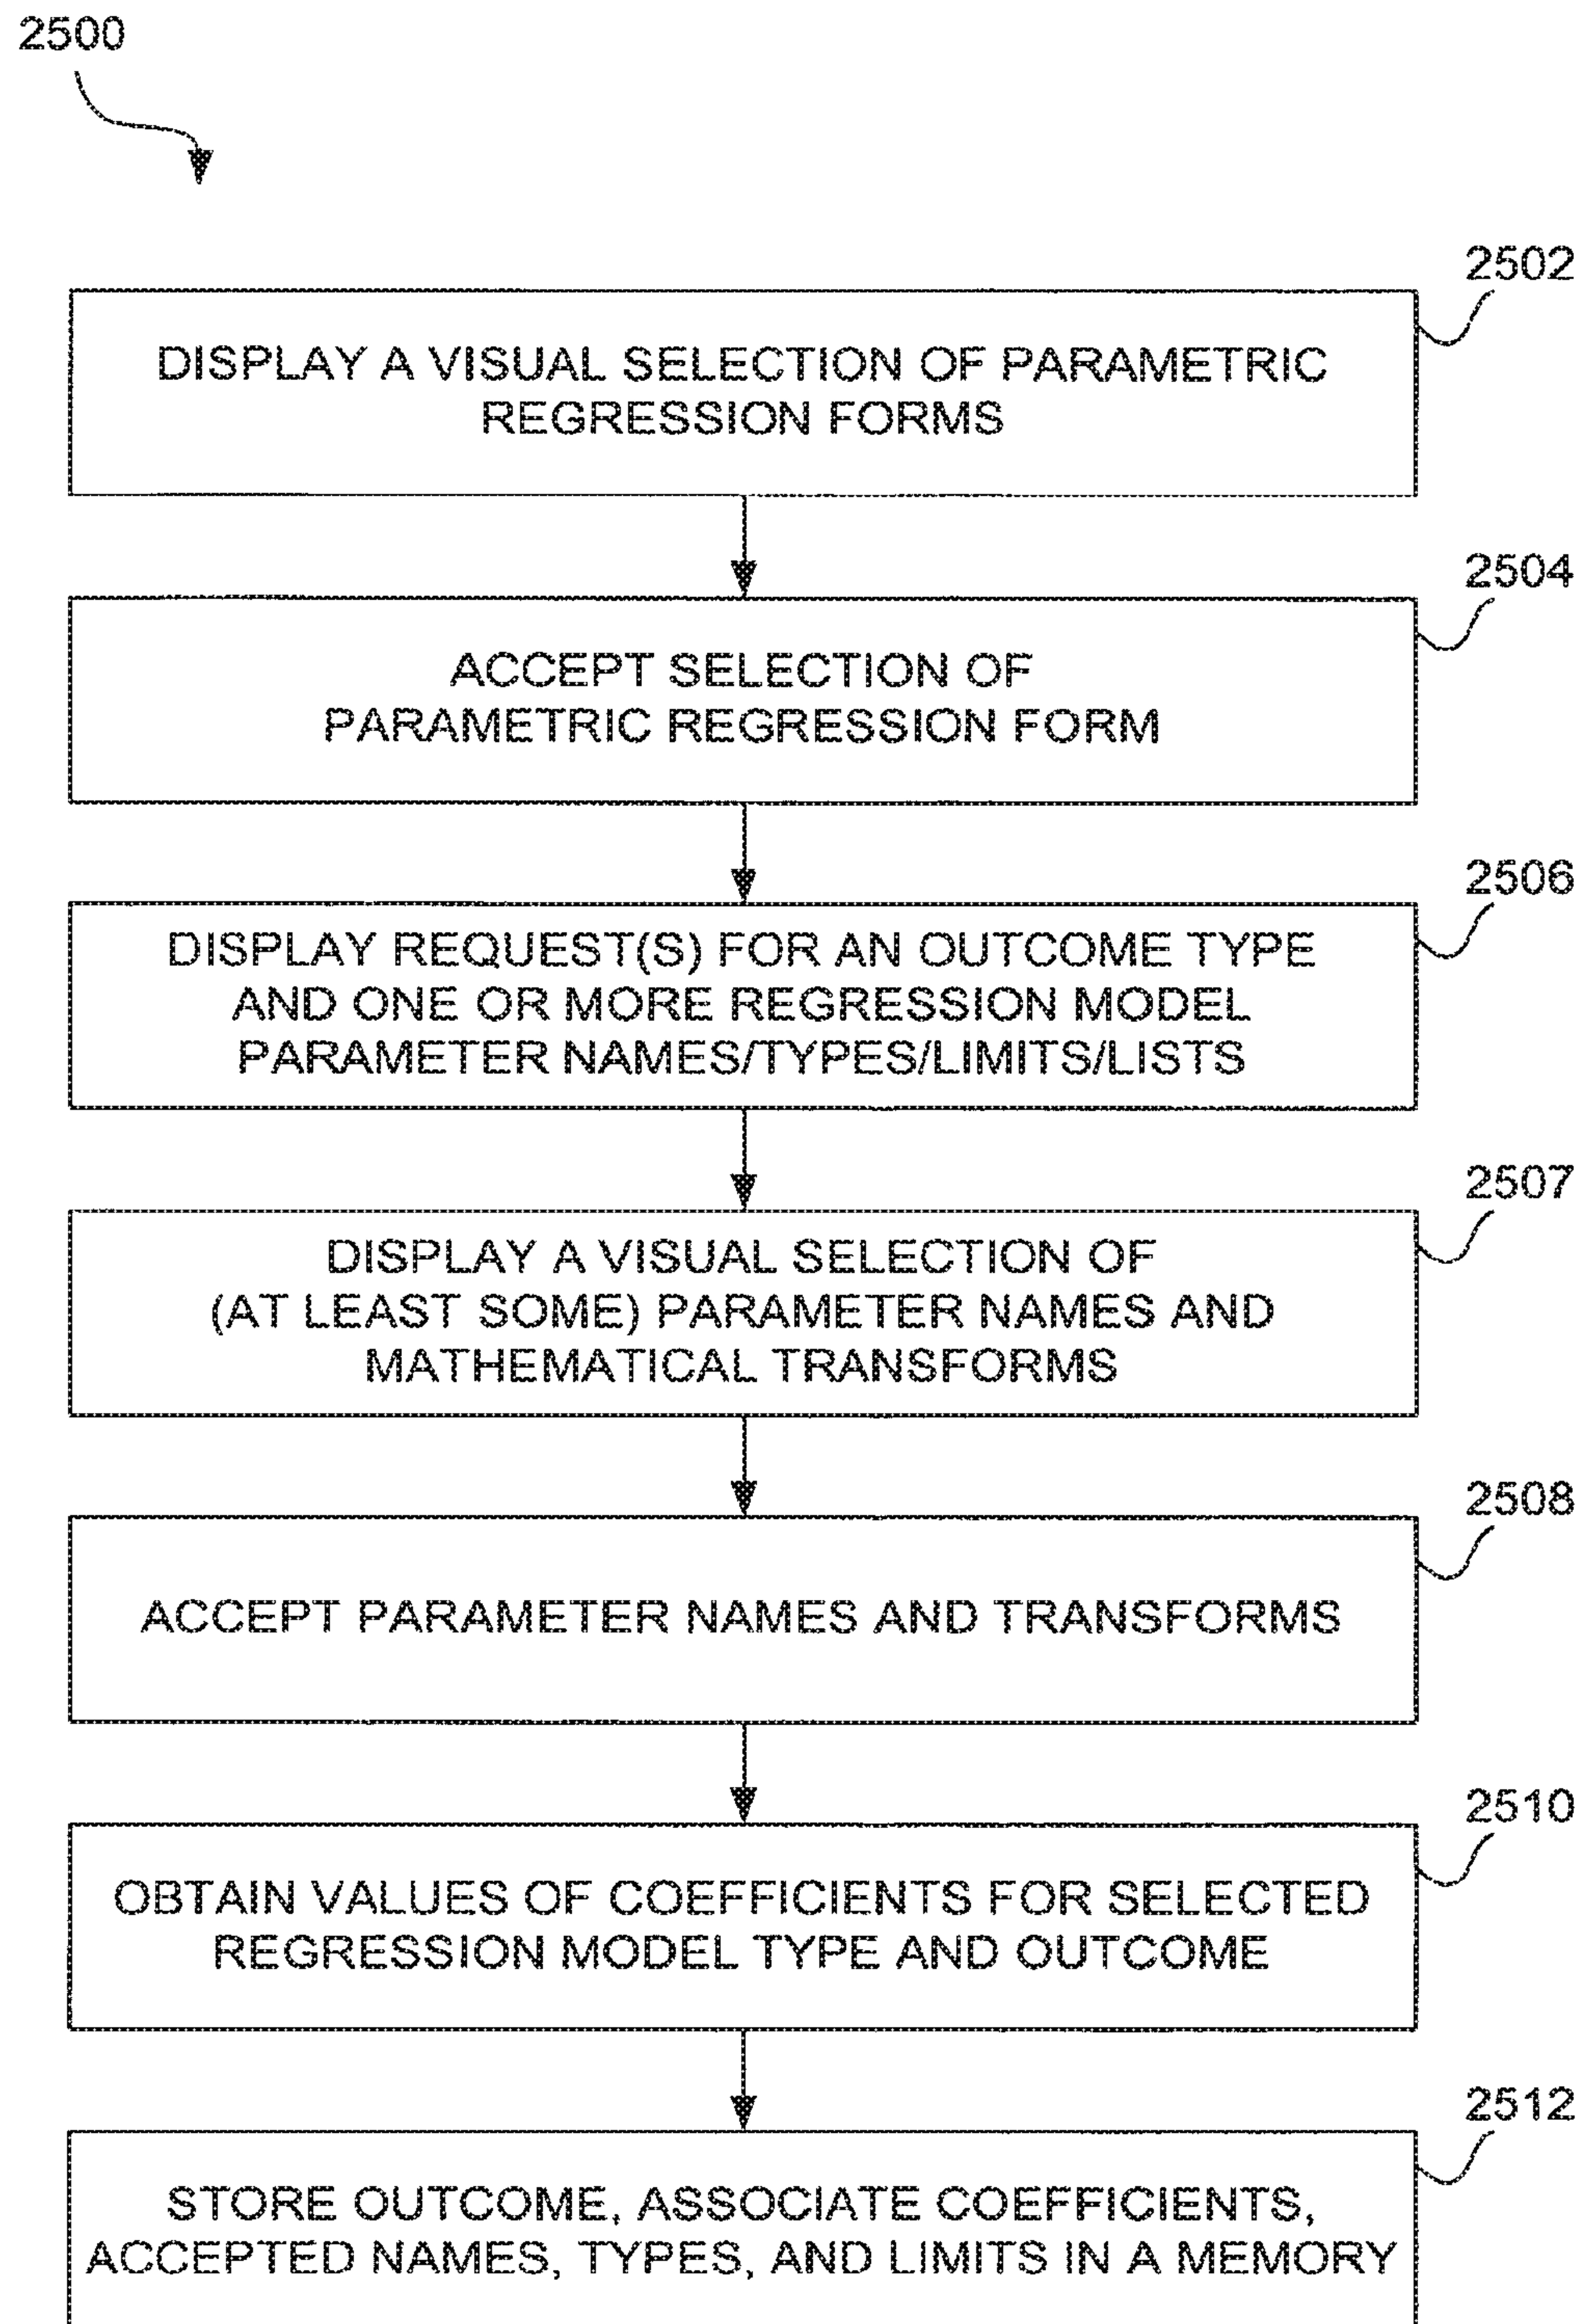 2500
2502
DISPLAY A VISUAL SELECTION OF PARAMETRIC
REGRESSION FORMS
2504
ACCEPT SELECTION OF
PARAMETRIC REGRESSION FORM
2506
DISPLAY REQUEST(S) FOR AN OUTCOME TYPE
AND ONE OR MORE REGRESSION MODEL
PARAMETER NAMES/TYPES/LIMITS/LISTS
2507
DISPLAY A VISUAL SELECTION OF
(AT LEAST SOME) PARAMETER NAMES AND
MATHEMATICAL TRANSFORMS
2508
ACCEPT PARAMETER NAMES AND TRANSFORMS
2510
OBTAIN VALUES OF COEFFICIENTS FOR SELECTED
REGRESSION MODEL TYPE AND OUTCOME
2512
STORE OUTCOME, ASSOCIATE COEFFICIENTS,
ACCEPTED NAMES, TYPES, AND LIMITS IN A MEMORY